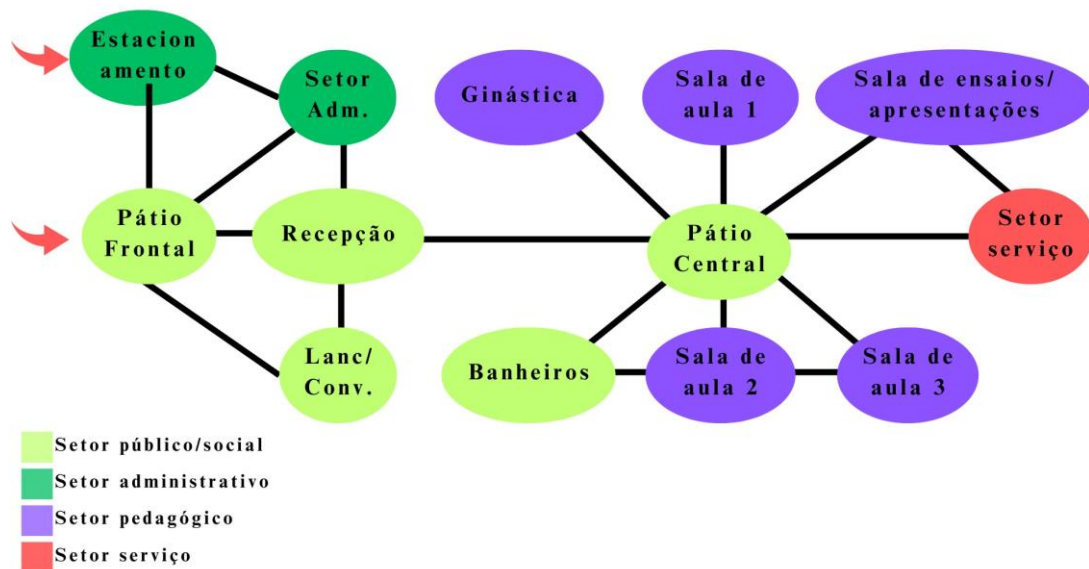 Estacion
amento
Setor
Adm.
Ginástica
Sala de
aula 1
Sala de ensaios/
apresentações
Pátio
Frontal
Recepção
Pátio
Central
Setor
serviço
Lanc/
Conv.
Banheiros
Sala de
aula 2
Sala de
aula 3
Setor público/social
Setor administrativo
Setor pedagógico
Setor serviço